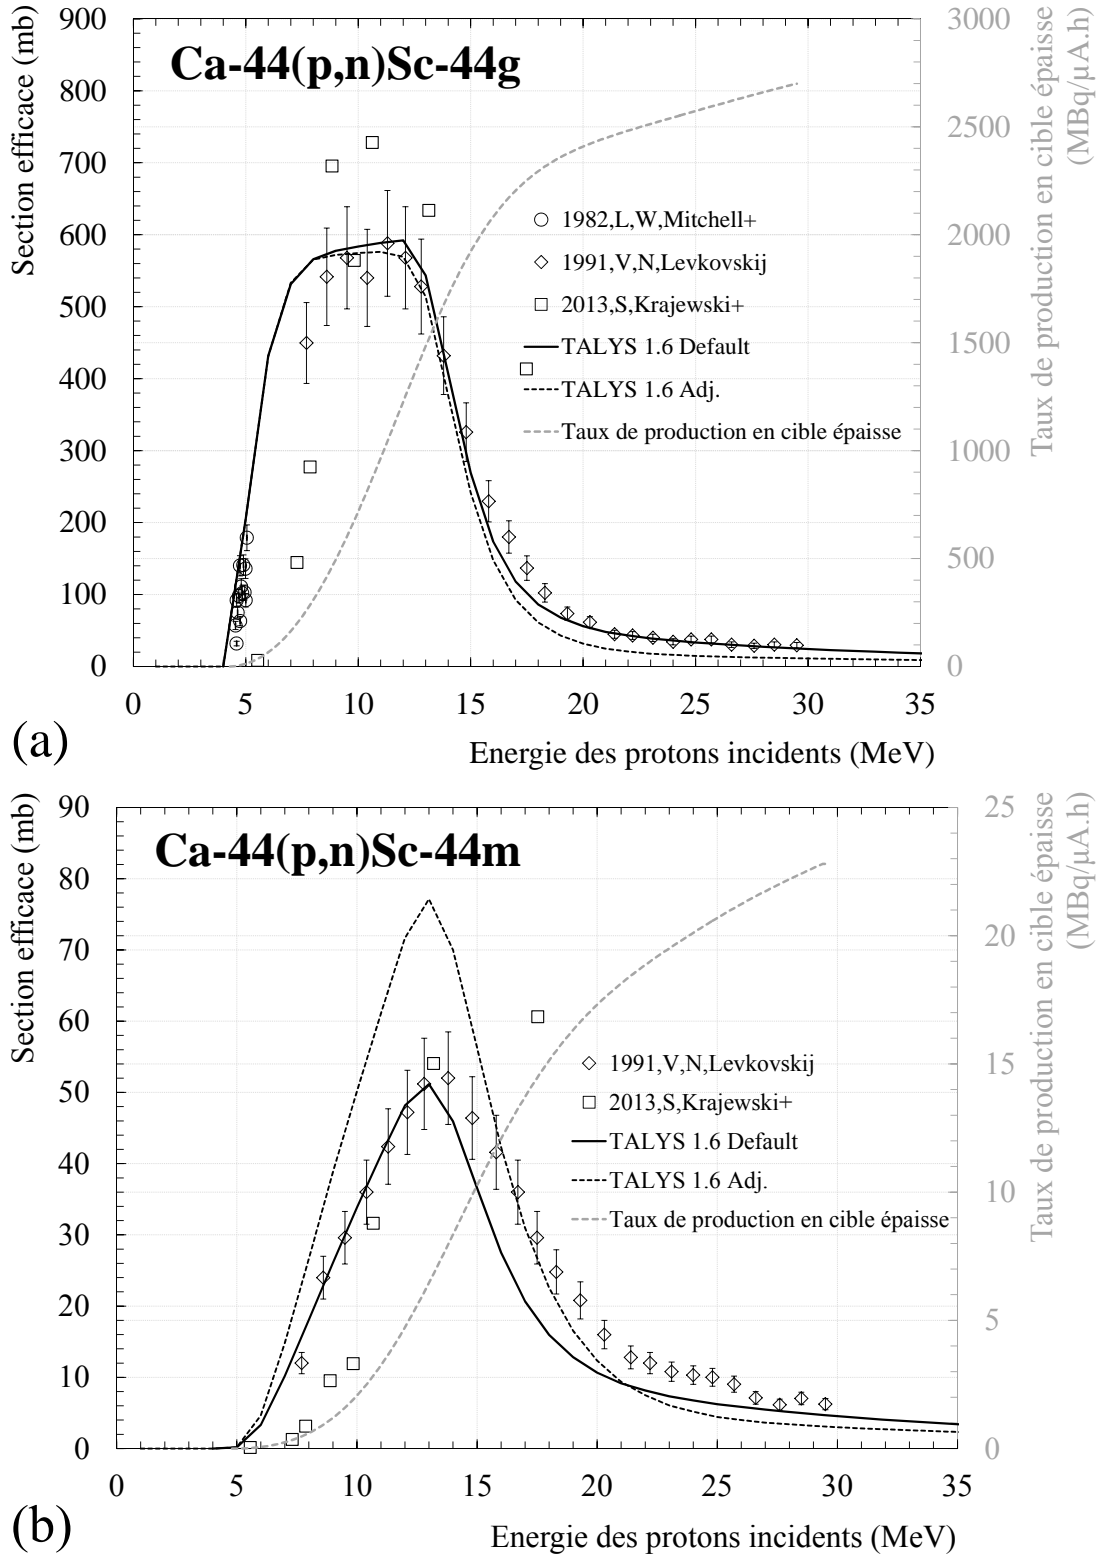 Ca-44(p,n)Sc-44g
Section efficace (mb)
900
800
700
600
500
400
300
200
100
0
3000
2500
2000
1500
1000
500
0
Taux de production en cible épaisse
(MBq/µA.h)
1982,L,W,Mitchell+
1991,V,N,Levkovskij
2013,S,Krajewski+
TALYS 1.6 Default
TALYS 1.6 Adj.
Taux de production en cible épaisse
0 5 10 15 20 25 30 35
Energie des protons incidents (MeV)
(a)
Ca-44(p,n)Sc-44m
Section efficace (mb)
90
80
70
60
50
40
30
20
10
0
25
20
15
10
5
0
Taux de production en cible épaisse
(MBq/µA.h)
1991,V,N,Levkovskij
2013,S,Krajewski+
TALYS 1.6 Default
TALYS 1.6 Adj.
Taux de production en cible épaisse
0 5 10 15 20 25 30 35
Energie des protons incidents (MeV)
(b)